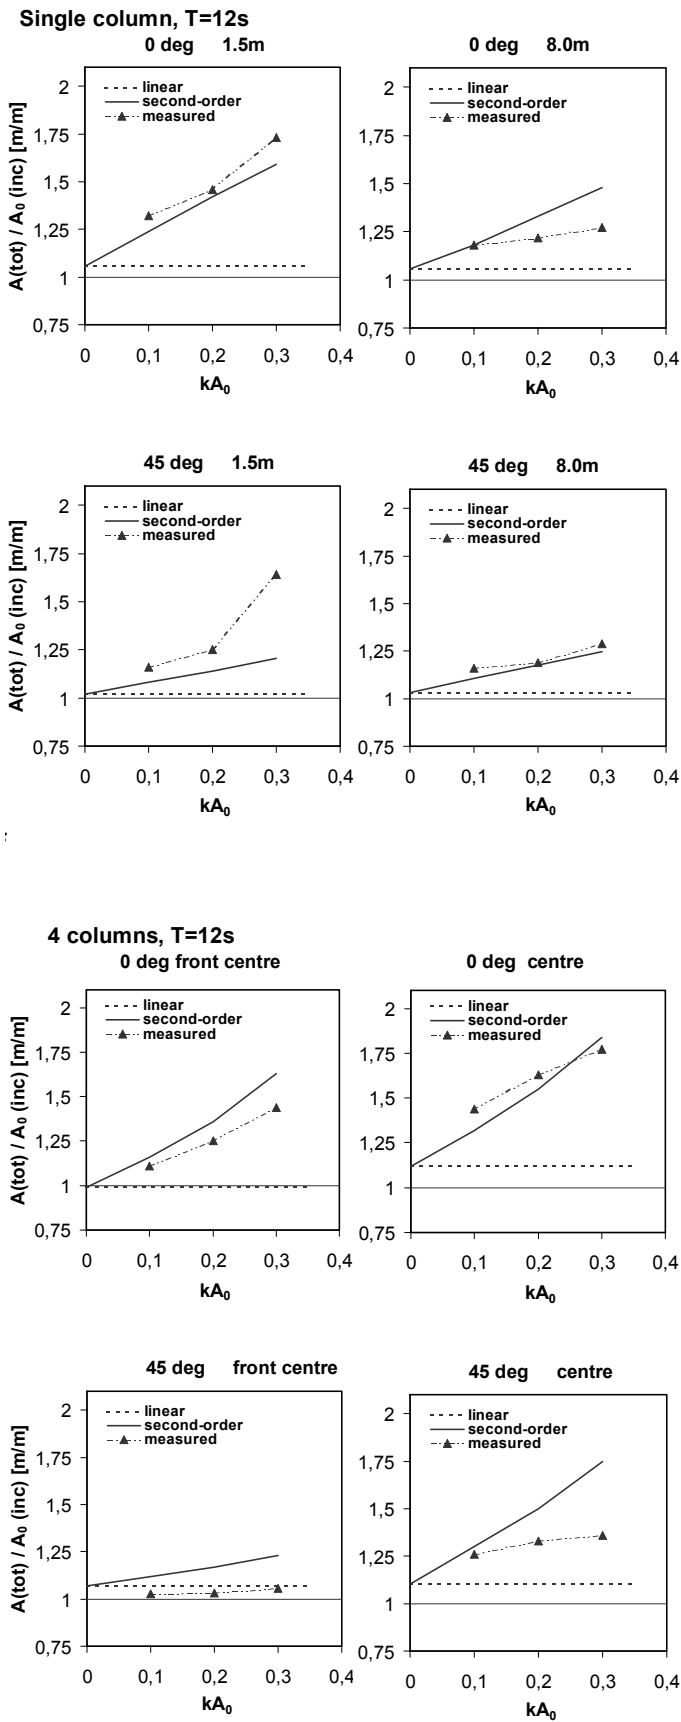 Single column, T=12s
0 deg 1.5m
A(tot) / A₀ (inc) [m/m]
2
1,75
1,5
1,25
1
0,75
linear
second-order
measured
0 0,1 0,2 0,3 0,4
kA₀
0 deg 8.0m
2
1,75
1,5
1,25
1
0,75
linear
second-order
measured
0 0,1 0,2 0,3 0,4
kA₀
45 deg 1.5m
A(tot) / A₀ (inc) [m/m]
2
1,75
1,5
1,25
1
0,75
linear
second-order
measured
0 0,1 0,2 0,3 0,4
kA₀
45 deg 8.0m
2
1,75
1,5
1,25
1
0,75
linear
second-order
measured
0 0,1 0,2 0,3 0,4
kA₀
4 columns, T=12s
0 deg front centre
A(tot) / A₀ (inc) [m/m]
2
1,75
1,5
1,25
1
0,75
linear
second-order
measured
0 0,1 0,2 0,3 0,4
kA₀
0 deg centre
2
1,75
1,5
1,25
1
0,75
linear
second-order
measured
0 0,1 0,2 0,3 0,4
kA₀
45 deg front centre
A(tot) / A₀ (inc) [m/m]
2
1,75
1,5
1,25
1
0,75
linear
second-order
measured
0 0,1 0,2 0,3 0,4
kA₀
45 deg centre
2
1,75
1,5
1,25
1
0,75
linear
second-order
measured
0 0,1 0,2 0,3 0,4
kA₀